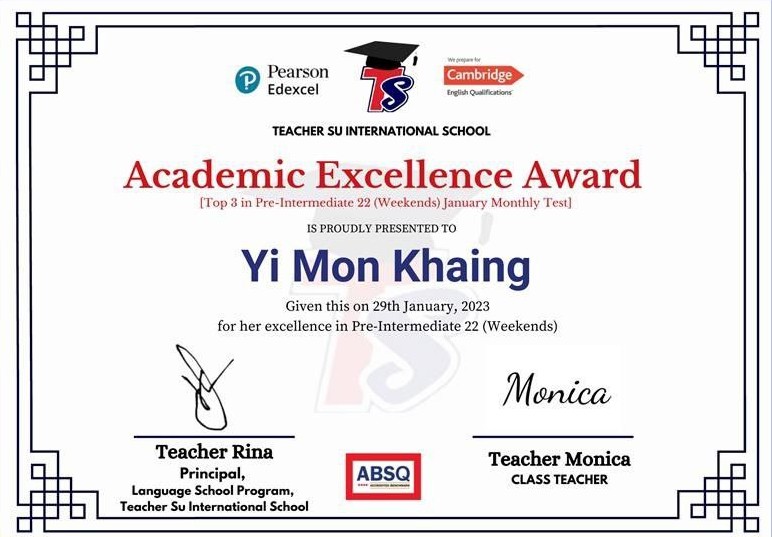 Pearson
Edexcel
TS
We prepare for
Cambridge
English Qualifications
TEACHER SU INTERNATIONAL SCHOOL
Academic Excellence Award
[Top 3 in Pre-Intermediate 22 (Weekends) January Monthly Test]
IS PROUDLY PRESENTED TO
Yi Mon Khaing
Given this on 29th January, 2023
for her excellence in Pre-Intermediate 22 (Weekends)
Monica
Teacher Rina
Principal,
Language School Program,
Teacher Su International School
ABSQ
Teacher Monica
CLASS TEACHER